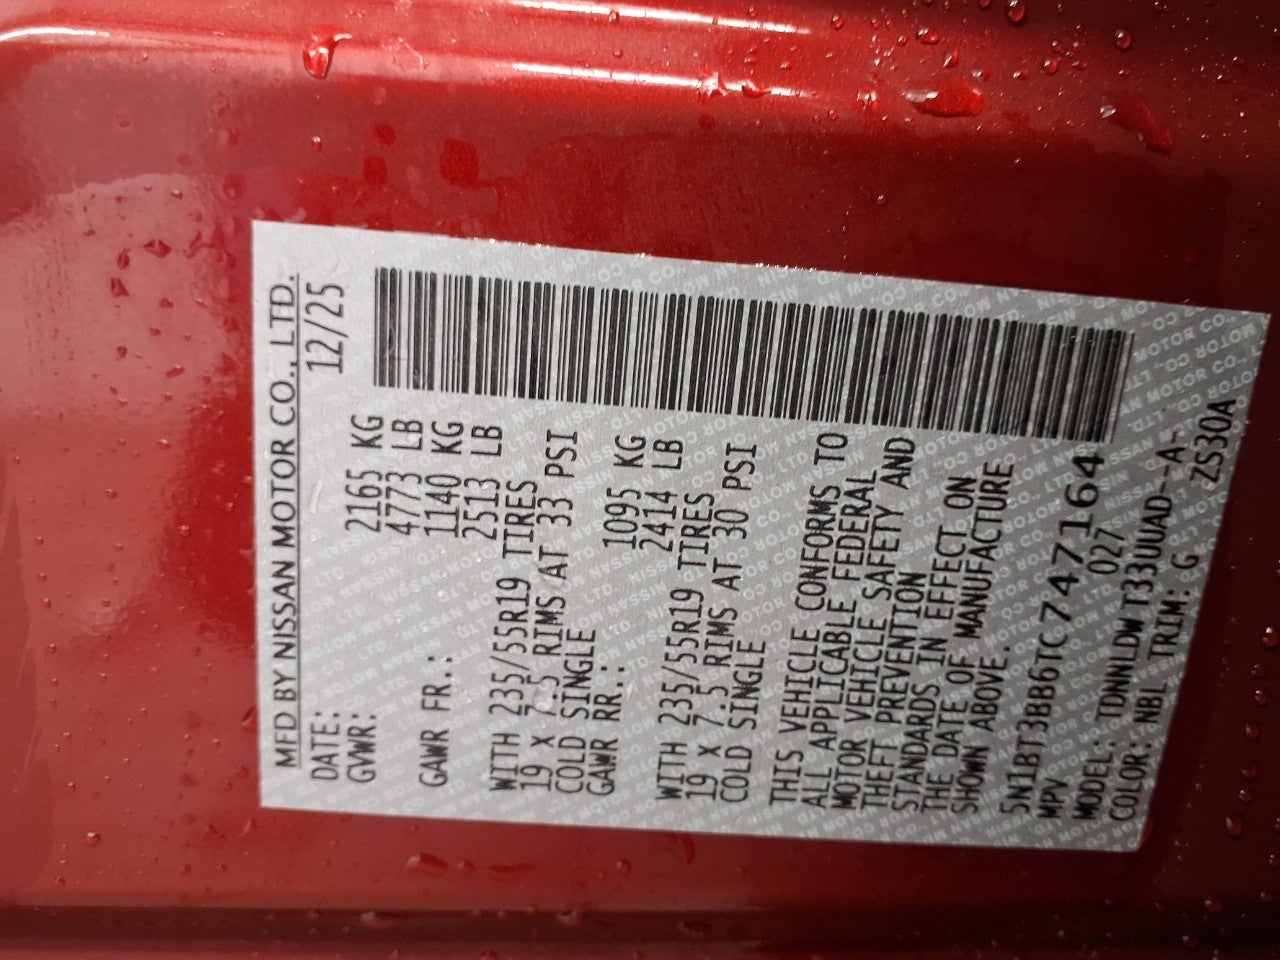 MFD BY NISSAN MOTOR CO., LTD.
DATE: 12/25
GVWR: 2165 KG
4773 LB
GAWR FR.: 1140 KG
2513 LB
WITH 235/55R19 TIRES
19 X 7.5 RIMS AT 33 PSI
COLD SINGLE
GAWR RR.: 1095 KG
2414 LB
WITH 235/55R19 TIRES
19 X 7.5 RIMS AT 30 PSI
COLD SINGLE
THIS VEHICLE CONFORMS TO
ALL APPLICABLE FEDERAL
MOTOR VEHICLE SAFETY AND
THEFT PREVENTION
STANDARDS IN EFFECT ON
THE DATE OF MANUFACTURE
SHOWN ABOVE.
5N1BT3BB6TC747164
MPV 027
MODEL: TDNNLDW T33UUAD--A-
COLOR: NBL TRIM: G ZS30A